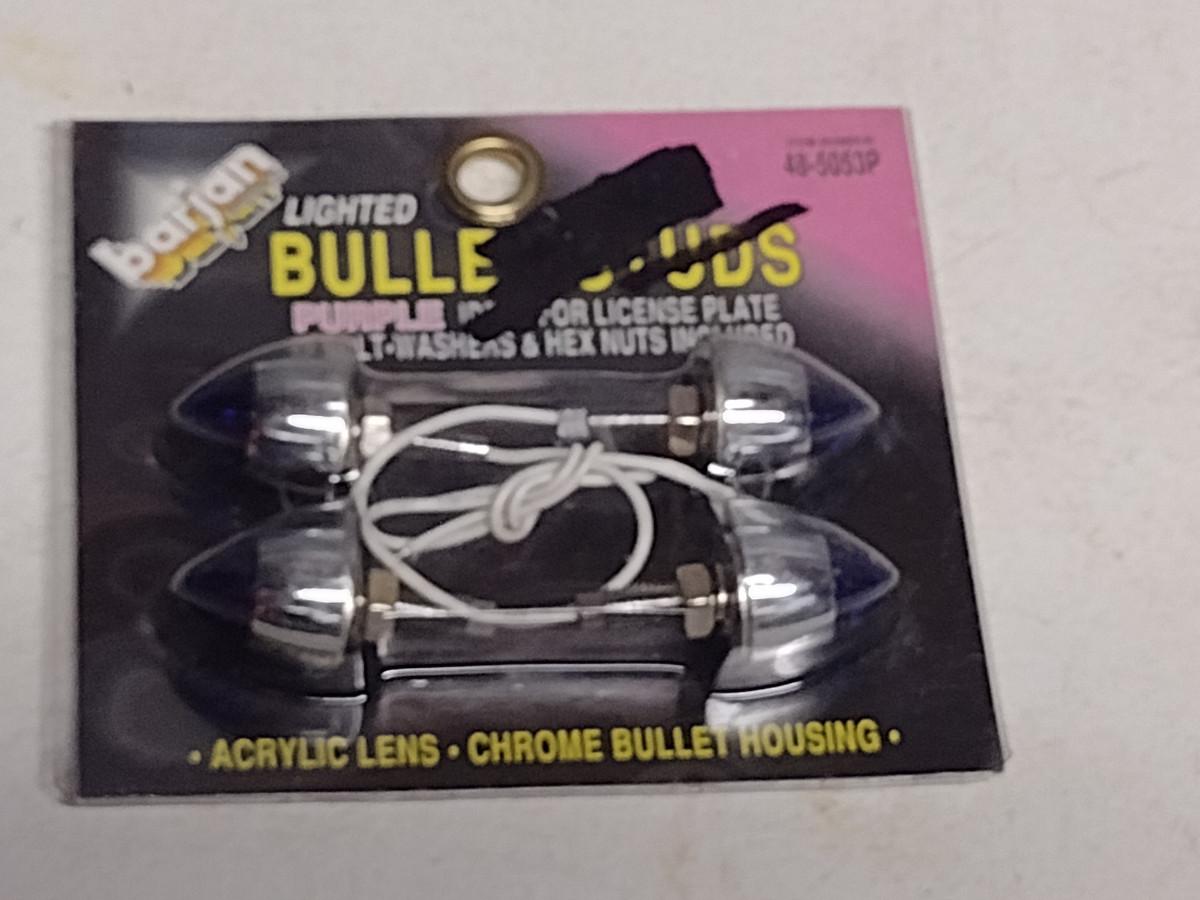 barjan
ITEM NUMBER
48-5053P
LIGHTED
BULLE UDS
PURPLE FOR LICENSE PLATE
LT-WASHERS & HEX NUTS INCLUDED
• ACRYLIC LENS • CHROME BULLET HOUSING •